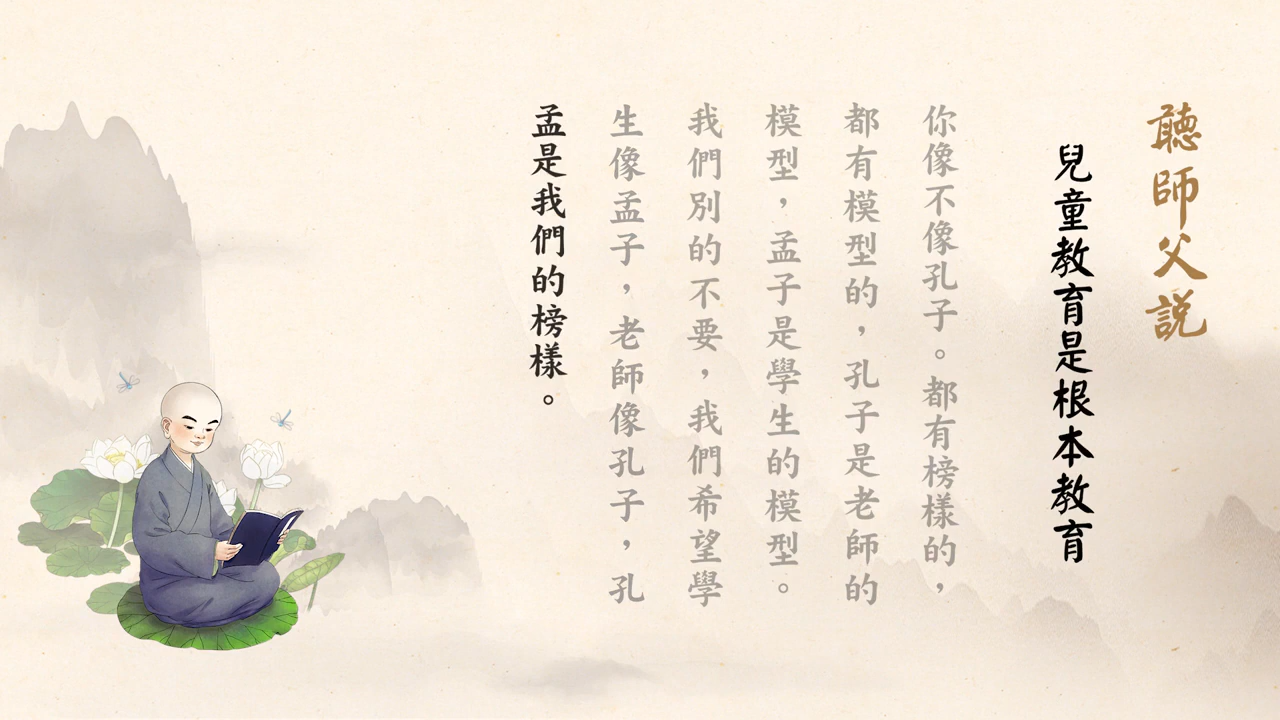 聽師父説
兒童教育是根本教育
你像不像孔子。都有榜樣的，
都有模型的，孔子是老師的
模型，孟子是學生的模型。
我們別的不要，我們希望學
生像孟子，老師像孔子，孔
孟是我們的榜樣。